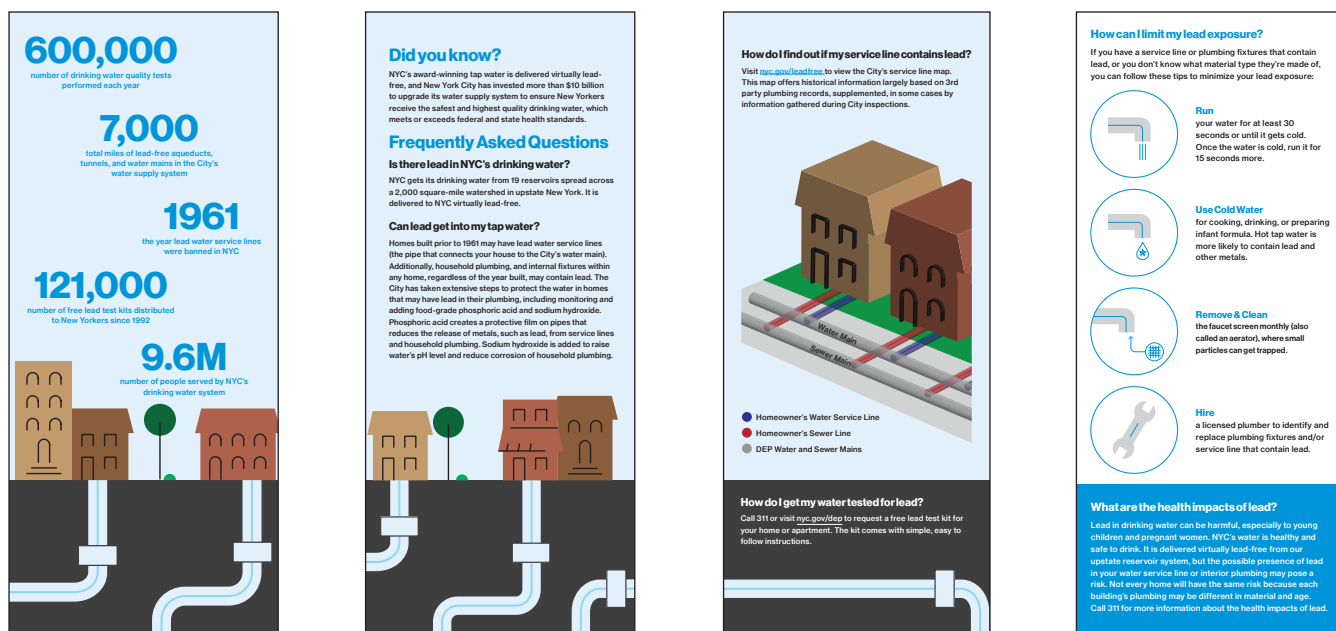 600,000
number of drinking water quality tests
performed each year
7,000
total miles of lead-free aqueducts,
tunnels, and water mains in the City's
water supply system
1961
the year lead water service lines
were banned in NYC
121,000
number of free lead test kits distributed
to New Yorkers since 1992
9.6M
number of people served by NYC's
drinking water system
Did you know?
NYC's award-winning tap water is delivered virtually lead-
free, and New York City has invested more than $10 billion
to upgrade its water supply system to ensure New Yorkers
receive the safest and highest quality drinking water, which
meets or exceeds federal and state health standards.
Frequently Asked Questions
Is there lead in NYC's drinking water?
NYC gets its drinking water from 19 reservoirs spread across
a 2,000 square-mile watershed in upstate New York. It is
delivered to NYC virtually lead-free.
Can lead get into my tap water?
Homes built prior to 1961 may have lead water service lines
(the pipe that connects your house to the City's water main).
Additionally, household plumbing, and internal fixtures within
any home, regardless of the year built, may contain lead. The
City has taken extensive steps to protect the water in homes
that may have lead in their plumbing, including monitoring and
adding food-grade phosphoric acid and sodium hydroxide.
Phosphoric acid creates a protective film on pipes that
reduces the release of metals, such as lead, from service lines
and household plumbing. Sodium hydroxide is added to raise
water's pH level and reduce corrosion of household plumbing.
How do I find out if my service line contains lead?
Visit nyc.gov/leadfree to view the City's service line map.
This map offers historical information largely based on 3rd
party plumbing records, supplemented, in some cases by
information gathered during City inspections.
Water Main
Sewer Main
Homeowner's Water Service Line
Homeowner's Sewer Line
DEP Water and Sewer Mains
How do I get my water tested for lead?
Call 311 or visit nyc.gov/dep to request a free lead test kit for
your home or apartment. The kit comes with simple, easy to
follow instructions.
How can I limit my lead exposure?
If you have a service line or plumbing fixtures that contain
lead, or you don't know what material type they're made of,
you can follow these tips to minimize your lead exposure:
Run
your water for at least 30
seconds or until it gets cold.
Once the water is cold, run it for
15 seconds more.
Use Cold Water
for cooking, drinking, or preparing
infant formula. Hot tap water is
more likely to contain lead and
other metals.
Remove & Clean
the faucet screen monthly (also
called an aerator), where small
particles can get trapped.
Hire
a licensed plumber to identify and
replace plumbing fixtures and/or
service line that contain lead.
What are the health impacts of lead?
Lead in drinking water can be harmful, especially to young
children and pregnant women. NYC's water is healthy and
safe to drink. It is delivered virtually lead-free from our
upstate reservoir system, but the possible presence of lead
in your water service line or interior plumbing may pose a
risk. Not every home will have the same risk because each
building's plumbing may be different in material and age.
Call 311 for more information about the health impacts of lead.